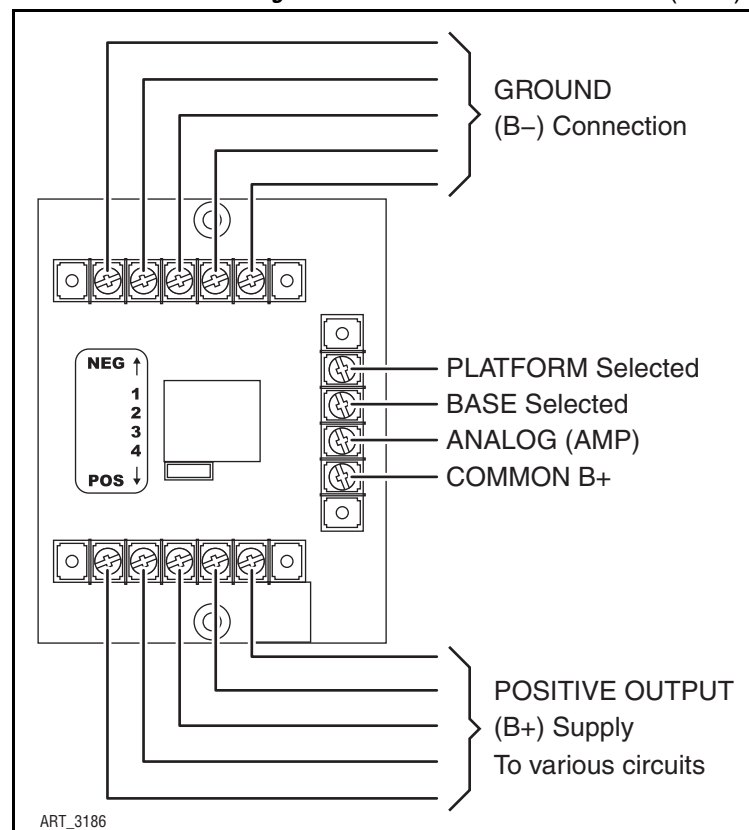 GROUND
(B–) Connection
NEG ↑
1
2
3
4
POS ↓
PLATFORM Selected
BASE Selected
ANALOG (AMP)
COMMON B+
POSITIVE OUTPUT
(B+) Supply
To various circuits
ART_3186